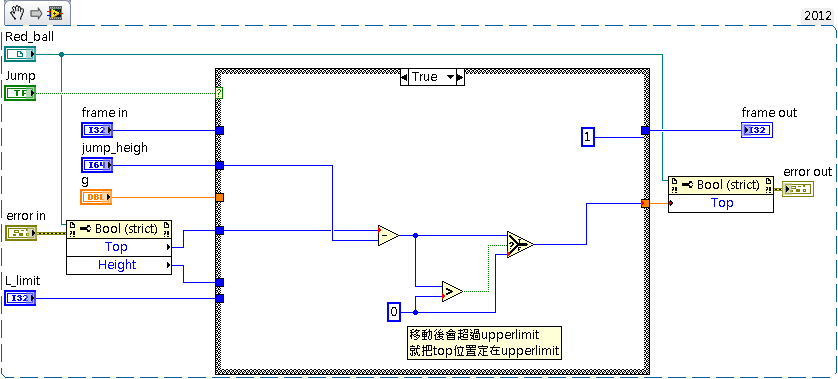 2012
Red_ball
Jump
TF
True
frame in
I32
jump_heigh
I64
g
DBL
error in
Bool (strict)
Top
Height
L_limit
I32
1
0
移動後會超過upperlimit
就把top位置定在upperlimit
frame out
I32
error out
Bool (strict)
Top